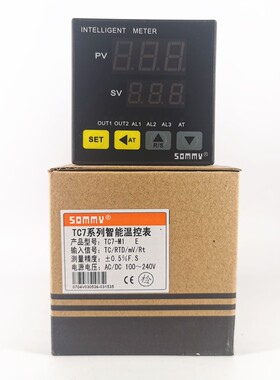 INTELLIGENT METER
PV
SV
OUT1 OUT2 AL1 AL2 AL3 AT
SET AT R/S
SOMMY®
SOMMY®
TC7系列智能温控表
产品型号: TC7-M1 E
输入信号: TC/RTD/mV/Rt
测量精度: ±0.5%F.S
电源电压: AC/DC 100~240V